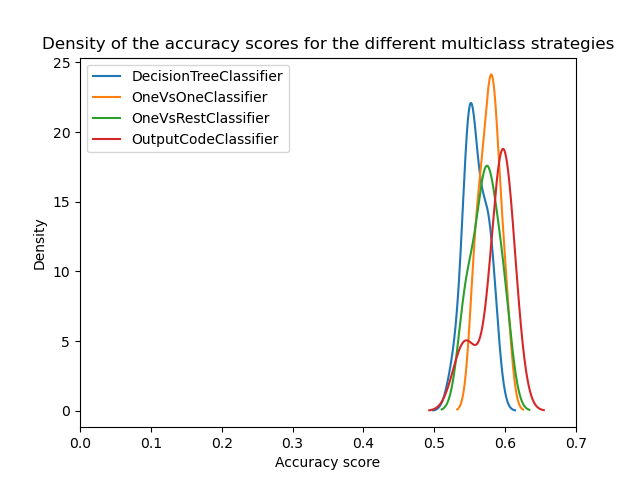 Density of the accuracy scores for the different multiclass strategies
25
20
15
10
5
0
Density
DecisionTreeClassifier
OneVsOneClassifier
OneVsRestClassifier
OutputCodeClassifier
0.0 0.1 0.2 0.3 0.4 0.5 0.6 0.7
Accuracy score